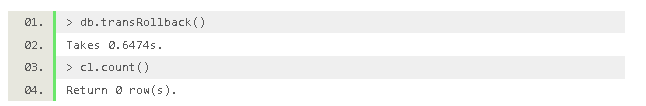 01. > db.transRollback()
02. Takes 0.6474s.
03. > cl.count()
04. Return 0 row(s).